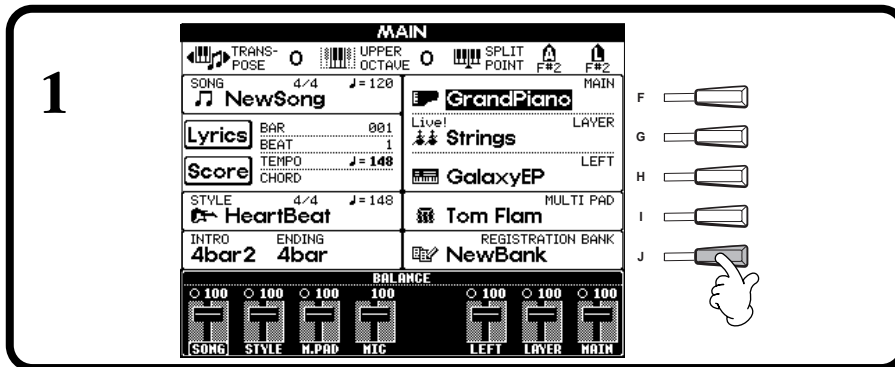 1
MAIN
TRANS-
POSE 0
UPPER
OCTAVE 0
SPLIT
POINT
A
F#2
L
F#2
SONG 4/4 ♩=120
NewSong
Lyrics
BAR 001
BEAT 1
Score
TEMPO ♩=148
CHORD
STYLE 4/4 ♩=148
HeartBeat
INTRO ENDING
4bar2 4bar
MAIN
GrandPiano
Live! LAYER
Strings
LEFT
GalaxyEP
MULTI PAD
Tom Flam
REGISTRATION BANK
NewBank
F
G
H
I
J
BALANCE
100 100 100 100 100 100 100
SONG STYLE M.PAD MIC LEFT LAYER MAIN